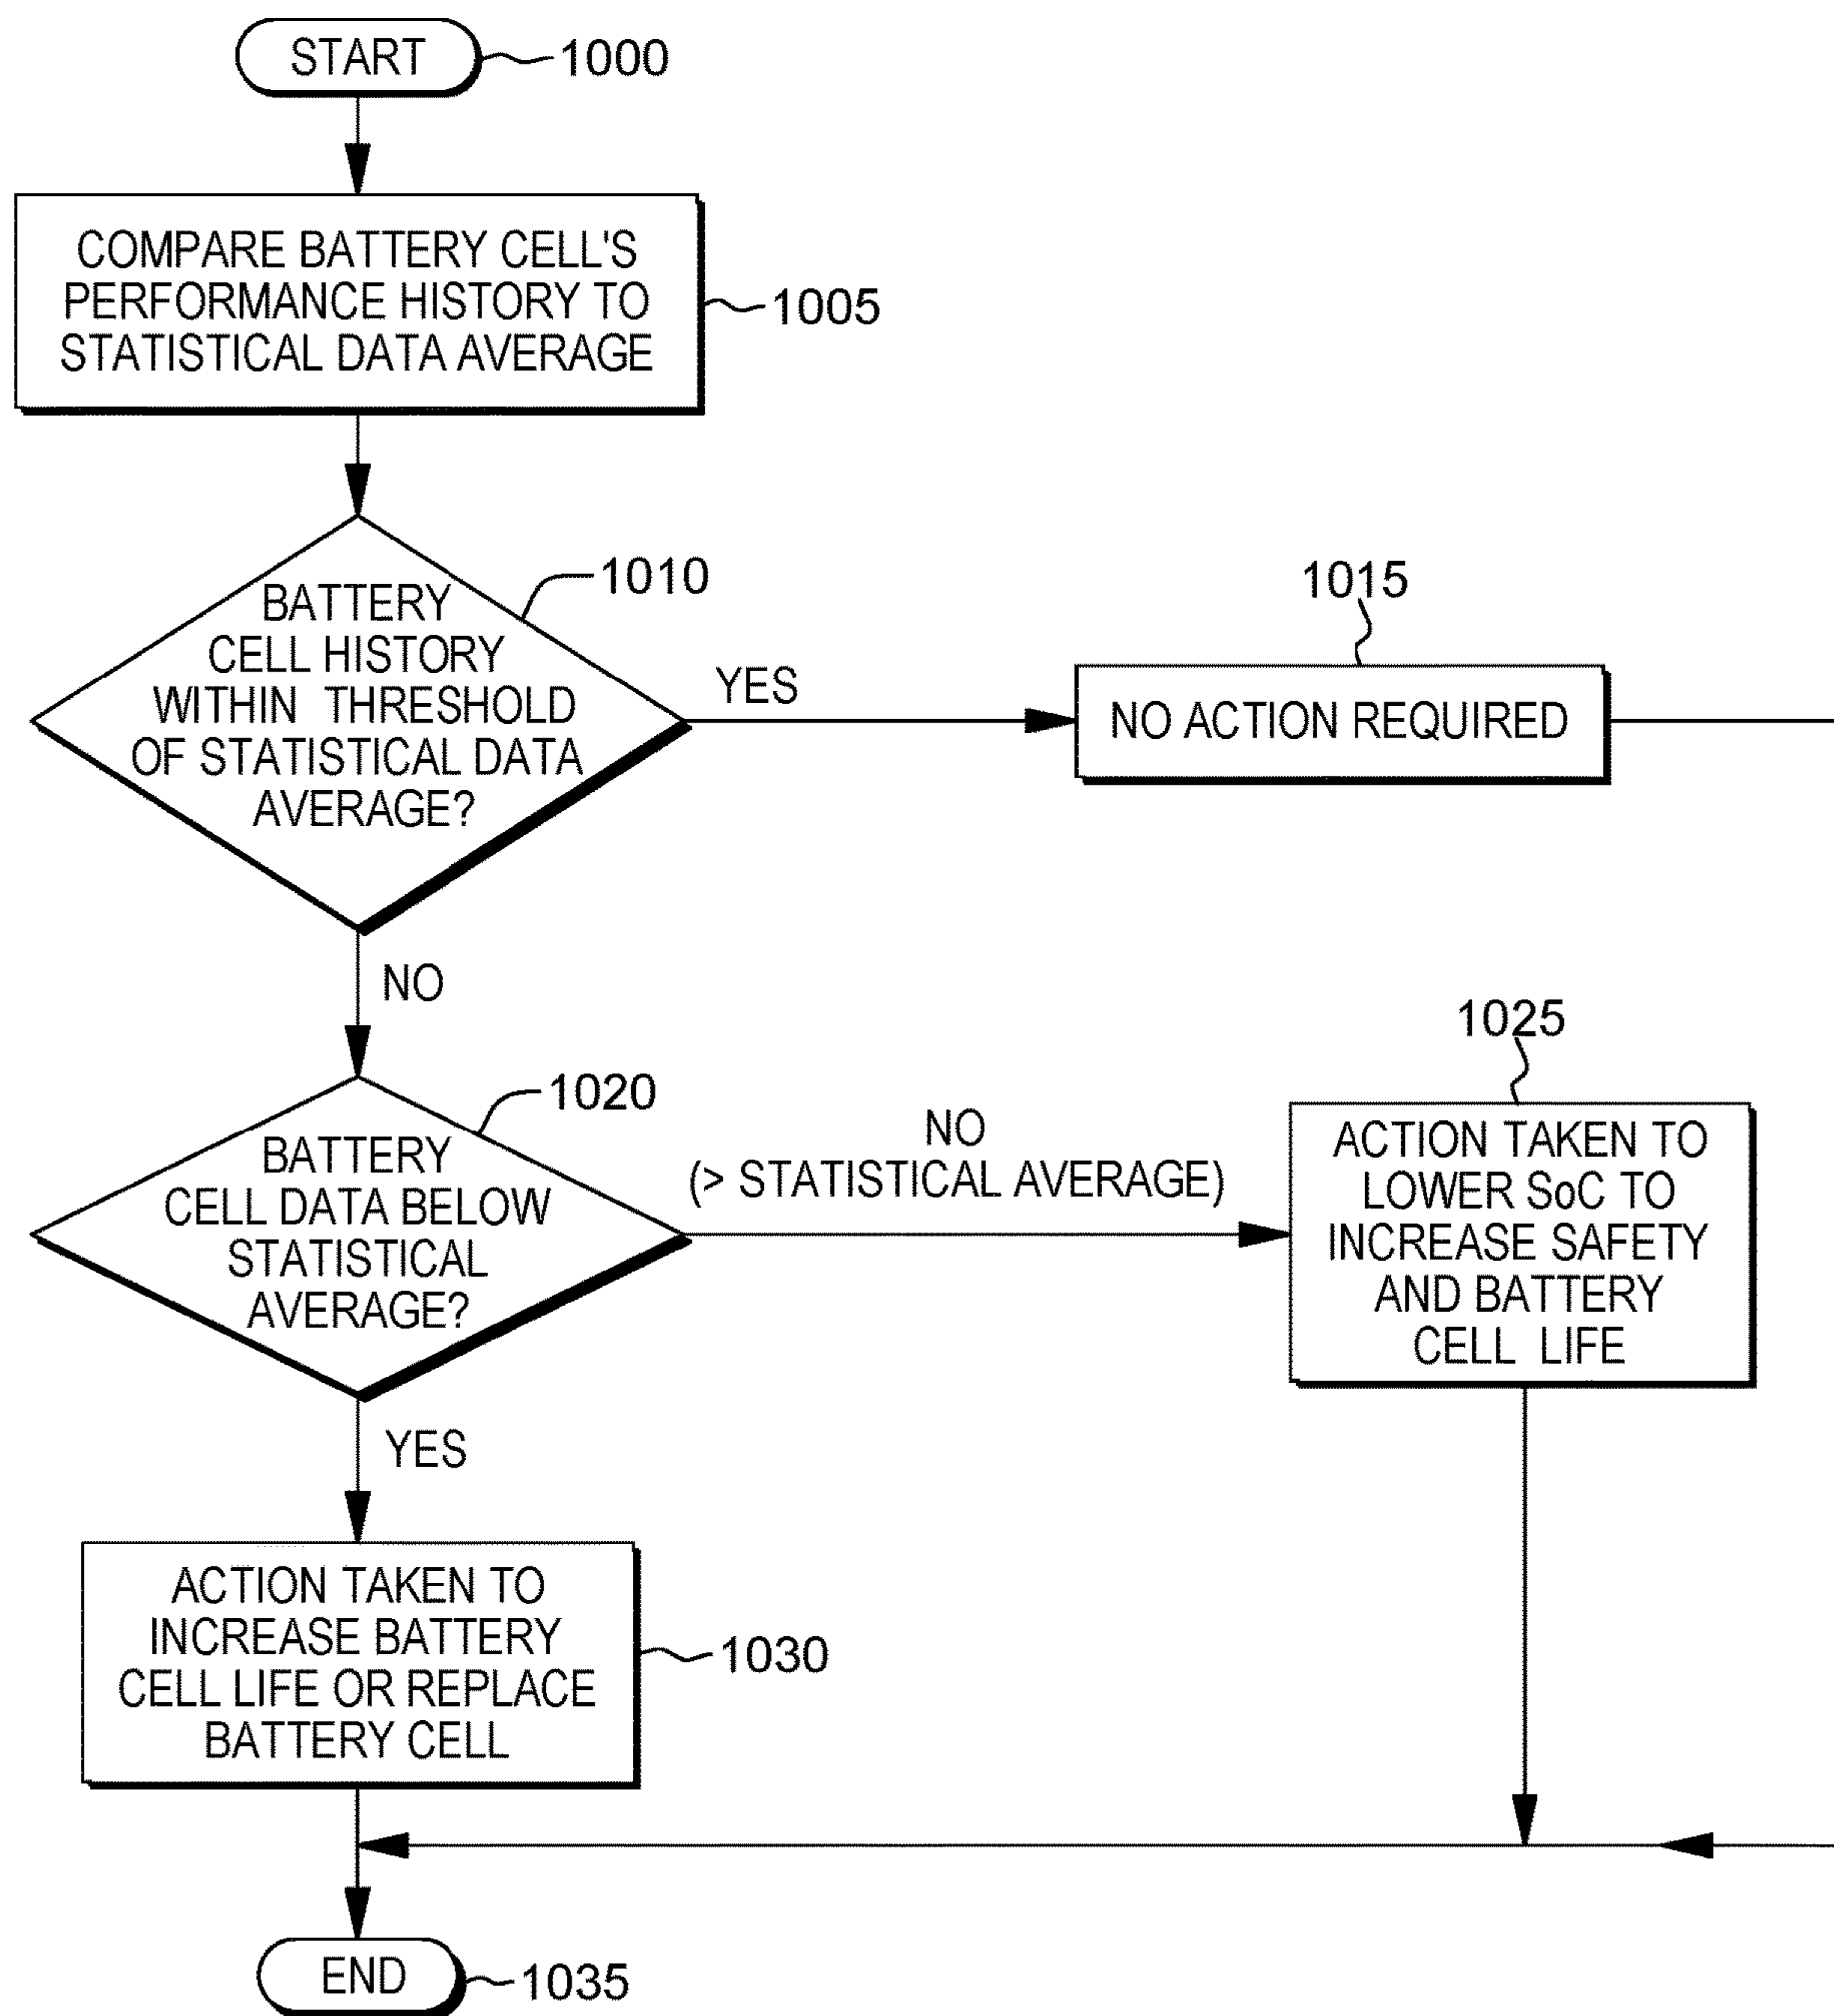 START
1000
COMPARE BATTERY CELL'S
PERFORMANCE HISTORY TO
STATISTICAL DATA AVERAGE
1005
BATTERY
CELL HISTORY
WITHIN THRESHOLD
OF STATISTICAL DATA
AVERAGE?
1010
YES
1015
NO ACTION REQUIRED
NO
BATTERY
CELL DATA BELOW
STATISTICAL
AVERAGE?
1020
NO
(> STATISTICAL AVERAGE)
1025
ACTION TAKEN TO
LOWER SoC TO
INCREASE SAFETY
AND BATTERY
CELL LIFE
YES
ACTION TAKEN TO
INCREASE BATTERY
CELL LIFE OR REPLACE
BATTERY CELL
1030
END
1035